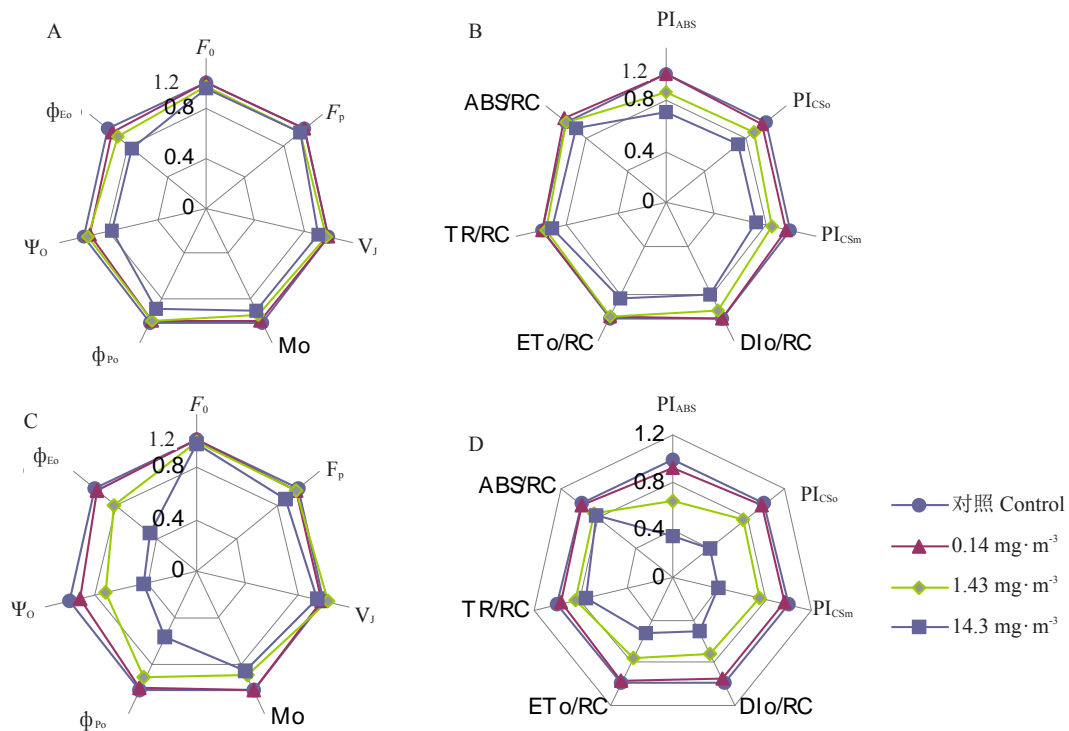 A
F₀
1.2
0.8
0.4
0
ϕEo
Fp
Ψo
VJ
ϕPo
Mo
B
PIABS
1.2
0.8
0.4
0
ABS/RC
PICSo
TR/RC
PICSm
ETo/RC
DIo/RC
C
F₀
1.2
0.8
0.4
0
ϕEo
Fp
Ψo
VJ
ϕPo
Mo
D
PIABS
1.2
0.8
0.4
0
ABS/RC
PICSo
TR/RC
PICSm
ETo/RC
DIo/RC
对照 Control
0.14 mg·m⁻³
1.43 mg·m⁻³
14.3 mg·m⁻³